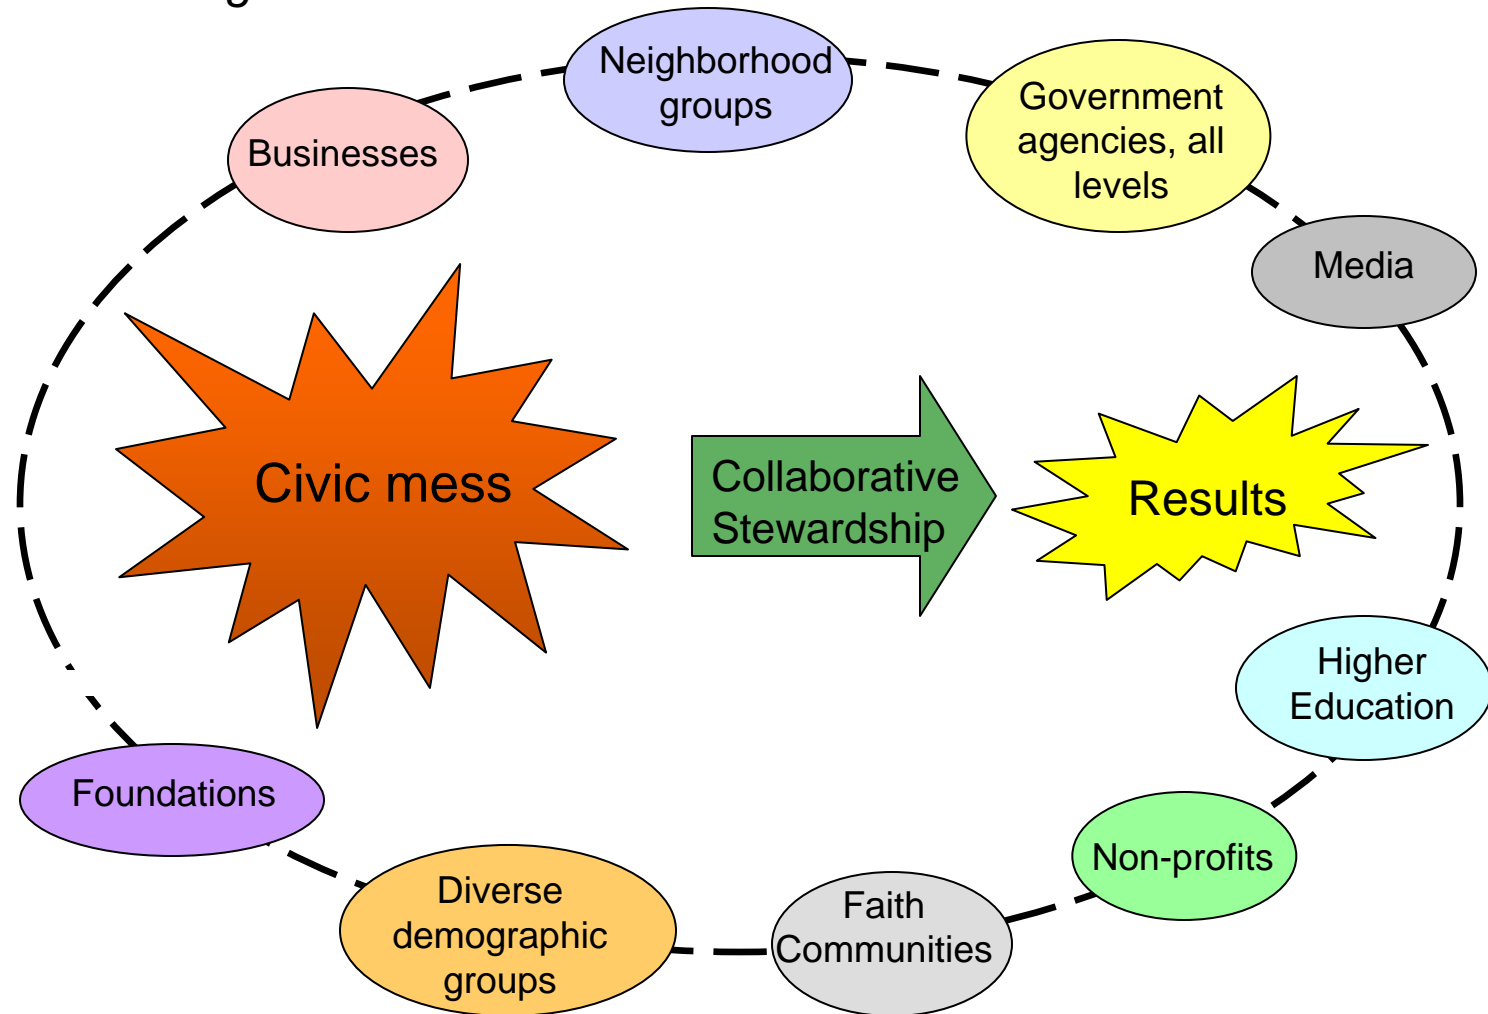 Neighborhood
groups
Government
agencies, all
levels
Businesses
Media
Civic mess
Collaborative
Stewardship
Results
Higher
Education
Foundations
Non-profits
Diverse
demographic
groups
Faith
Communities